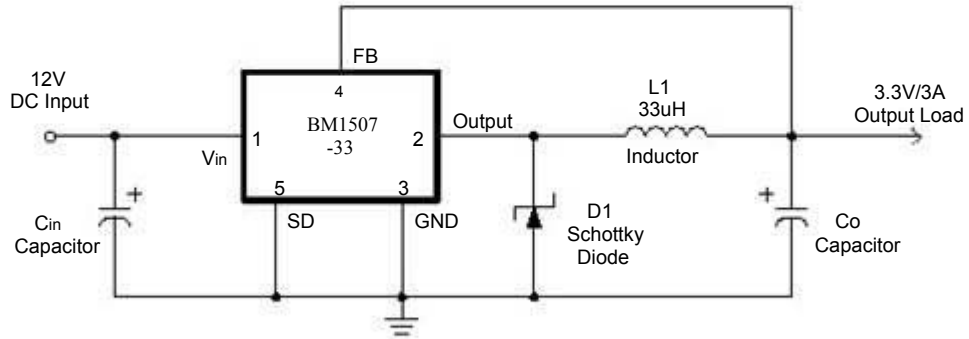 FB
12V
DC Input
4
L1
33uH
3.3V/3A
Output Load
BM1507
-33
1
2
Output
Vin
Inductor
5
3
SD
GND
+
Cin
Capacitor
D1
Schottky
Diode
+
Co
Capacitor